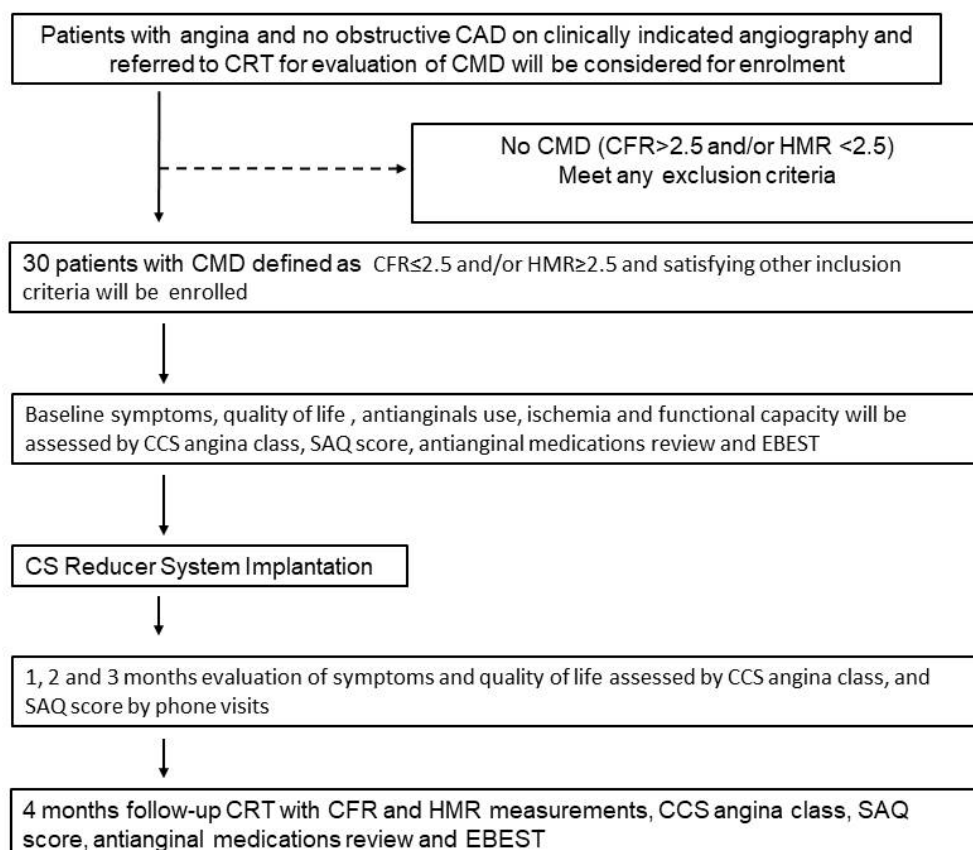 Patients with angina and no obstructive CAD on clinically indicated angiography and
referred to CRT for evaluation of CMD will be considered for enrolment
No CMD (CFR>2.5 and/or HMR <2.5)
Meet any exclusion criteria
30 patients with CMD defined as CFR≤2.5 and/or HMR≥2.5 and satisfying other inclusion
criteria will be enrolled
Baseline symptoms, quality of life , antianginals use, ischemia and functional capacity will be
assessed by CCS angina class, SAQ score, antianginal medications review and EBEST
CS Reducer System Implantation
1, 2 and 3 months evaluation of symptoms and quality of life assessed by CCS angina class, and
SAQ score by phone visits
4 months follow-up CRT with CFR and HMR measurements, CCS angina class, SAQ
score, antianginal medications review and EBEST